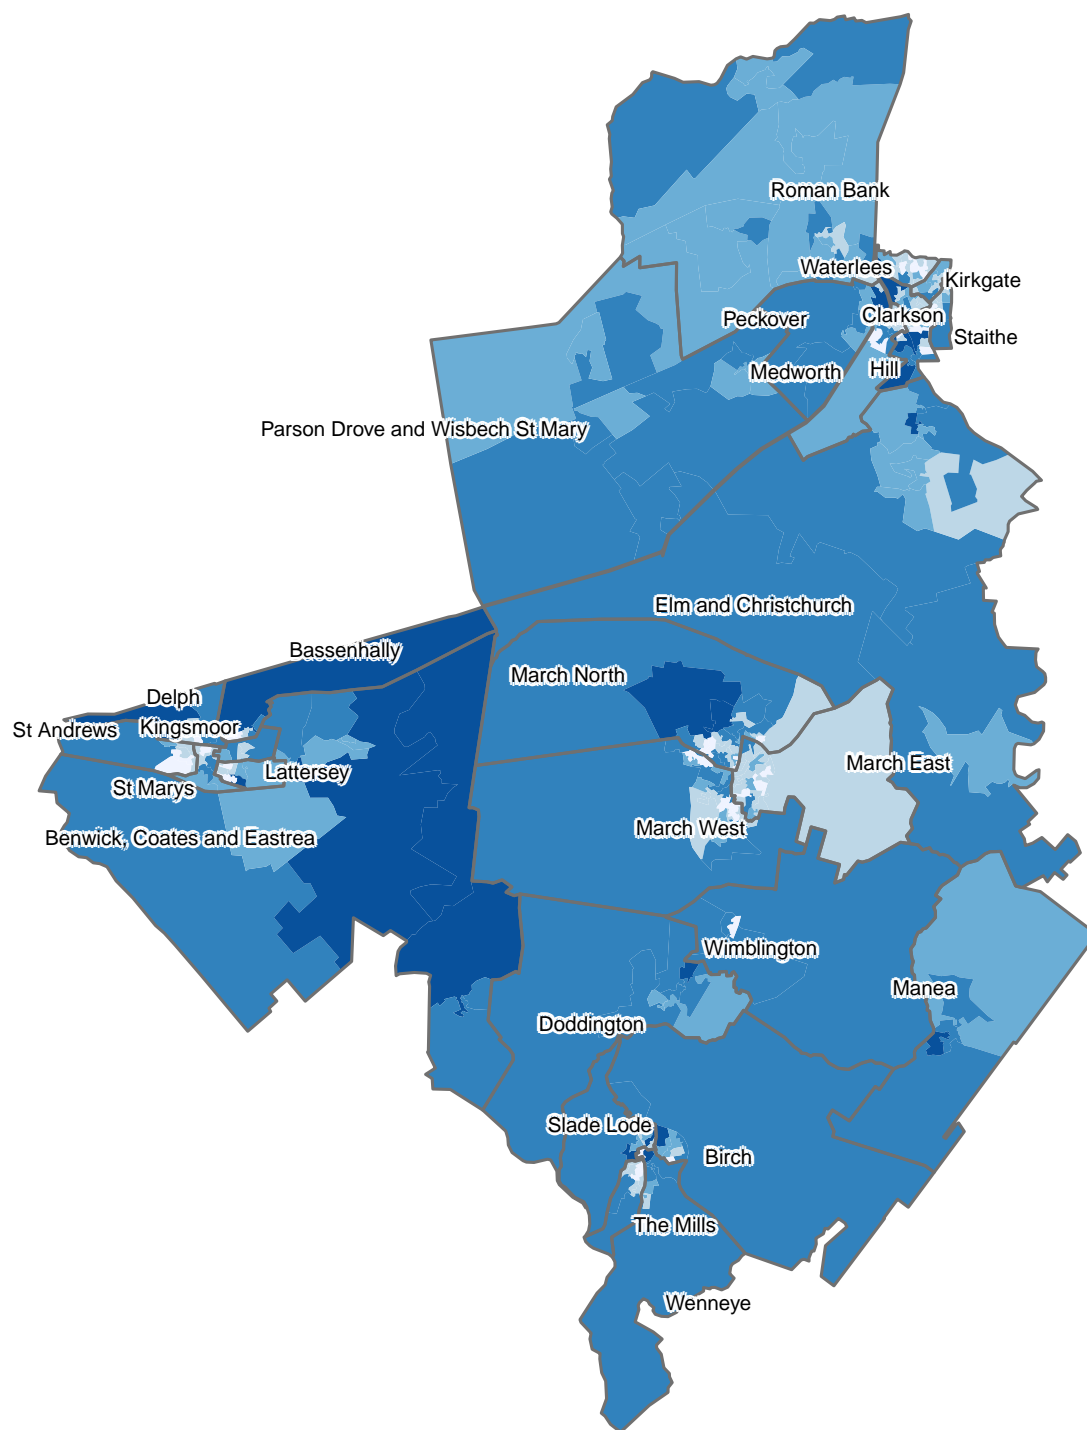 Roman Bank
Waterlees
Kirkgate
Clarkson
Peckover
Staithe
Medworth
Hill
Parson Drove and Wisbech St Mary
Elm and Christchurch
Bassenhally
March North
Delph
St Andrews
Kingsmoor
March East
Lattersey
St Marys
March West
Benwick, Coates and Eastrea
Wimblington
Manea
Doddington
Slade Lode
Birch
The Mills
Wenneye